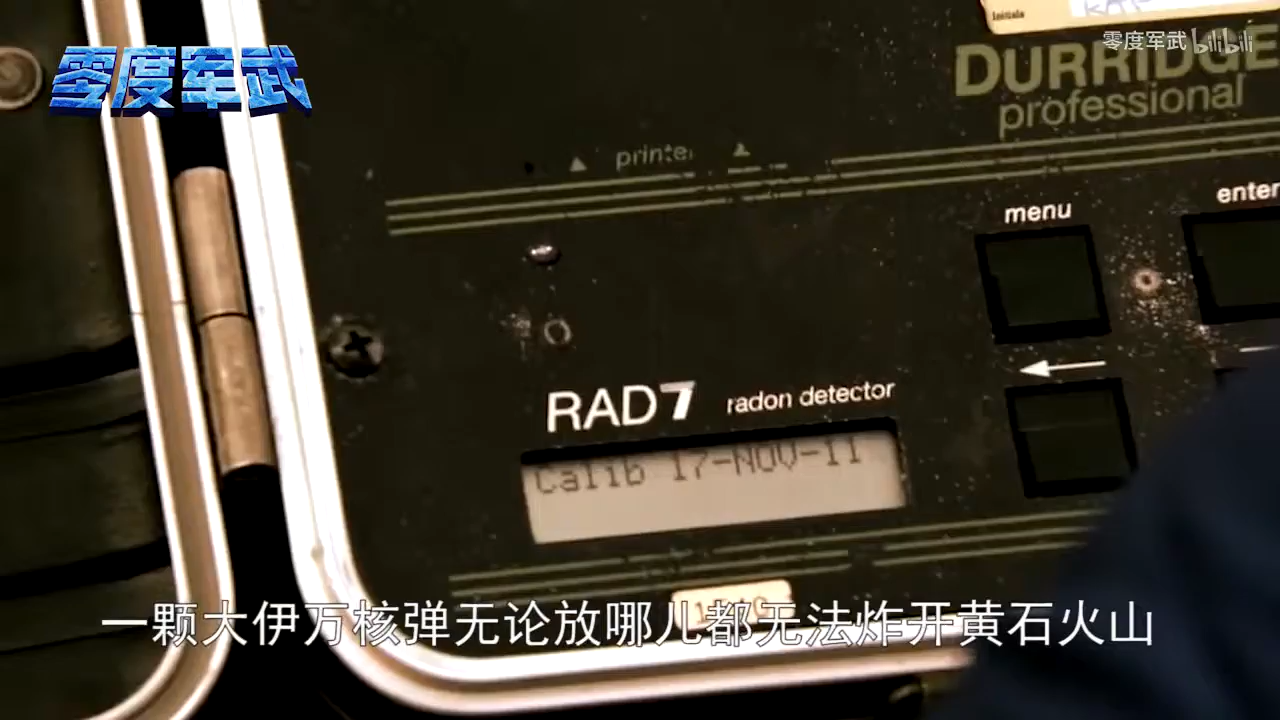 Initials
零度军武
零度军武 bilibili
DURRIDGE
professional
printer
menu
enter
RAD7 radon detector
Calib 17-NOV-11
一颗大伊万核弹无论放哪儿都无法炸开黄石火山